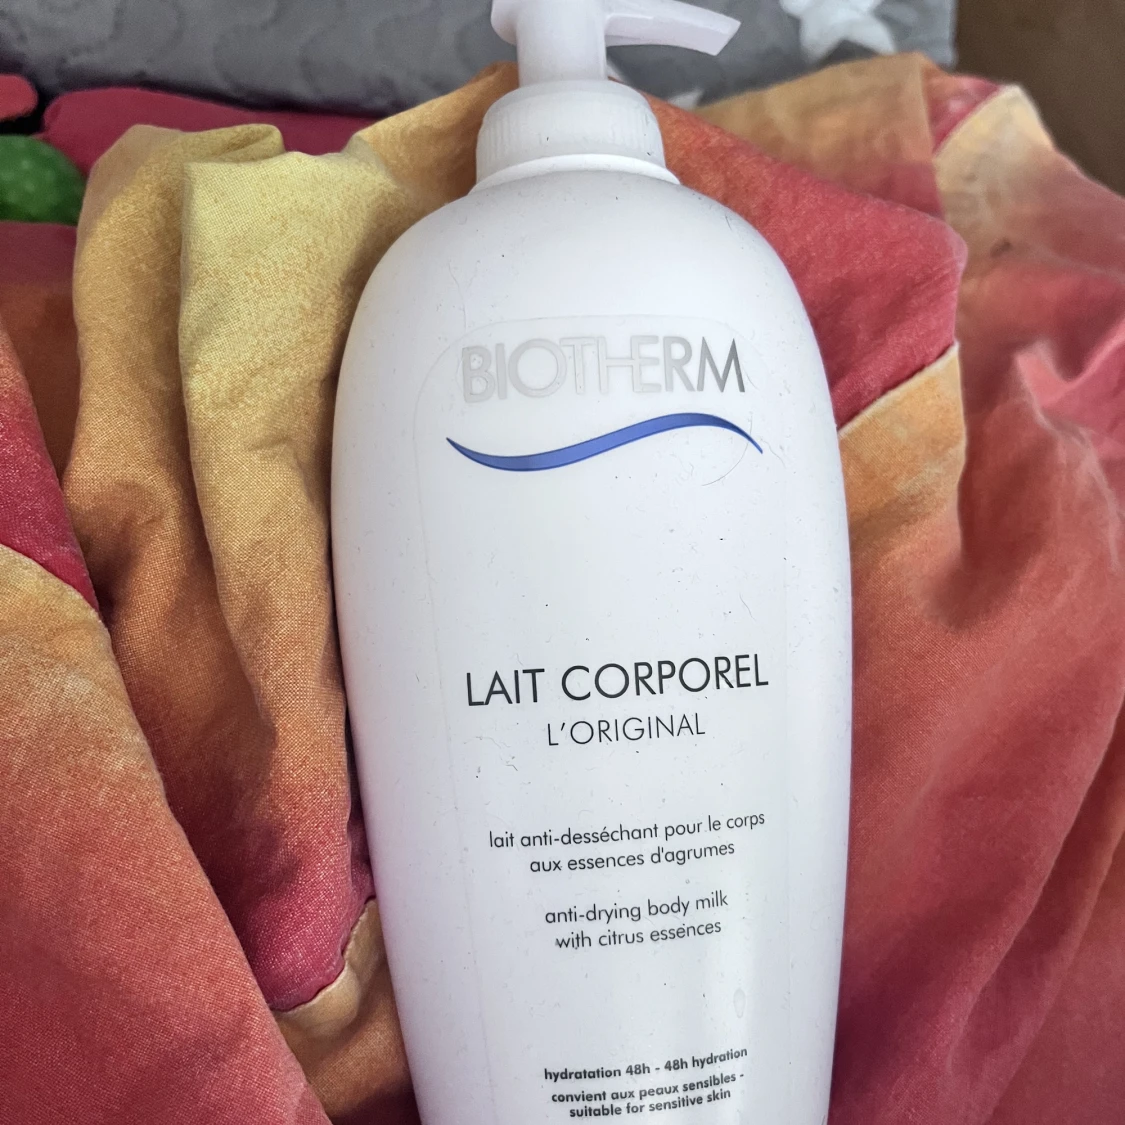 BIOTHERM
LAIT CORPOREL
L'ORIGINAL
lait anti-desséchant pour le corps
aux essences d'agrumes
anti-drying body milk
with citrus essences
hydratation 48h - 48h hydration
convient aux peaux sensibles -
suitable for sensitive skin